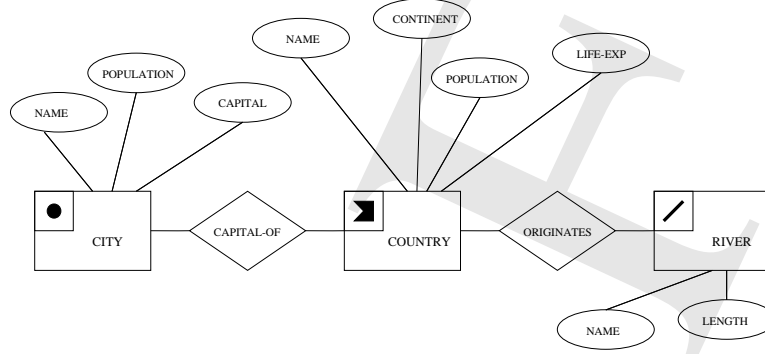 CONTINENT
NAME
LIFE-EXP
POPULATION
POPULATION
CAPITAL
NAME
CITY
CAPITAL-OF
COUNTRY
ORIGINATES
RIVER
NAME
LENGTH